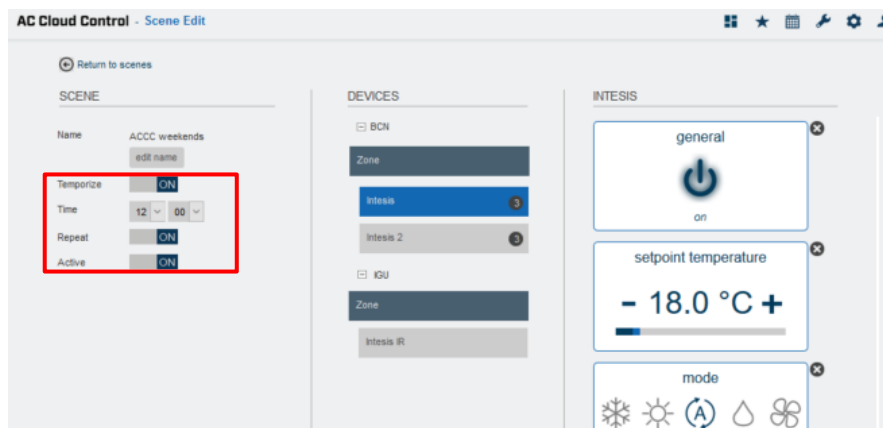 AC Cloud Control - Scene Edit
Return to scenes
SCENE
Name ACCC weekends
edit name
Temporize ON
Time 12 00
Repeat ON
Active ON
DEVICES
BCN
Zone
Intesis 3
Intesis 2 3
IGU
Zone
Intesis IR
INTESIS
general
on
setpoint temperature
- 18.0 °C +
mode
A